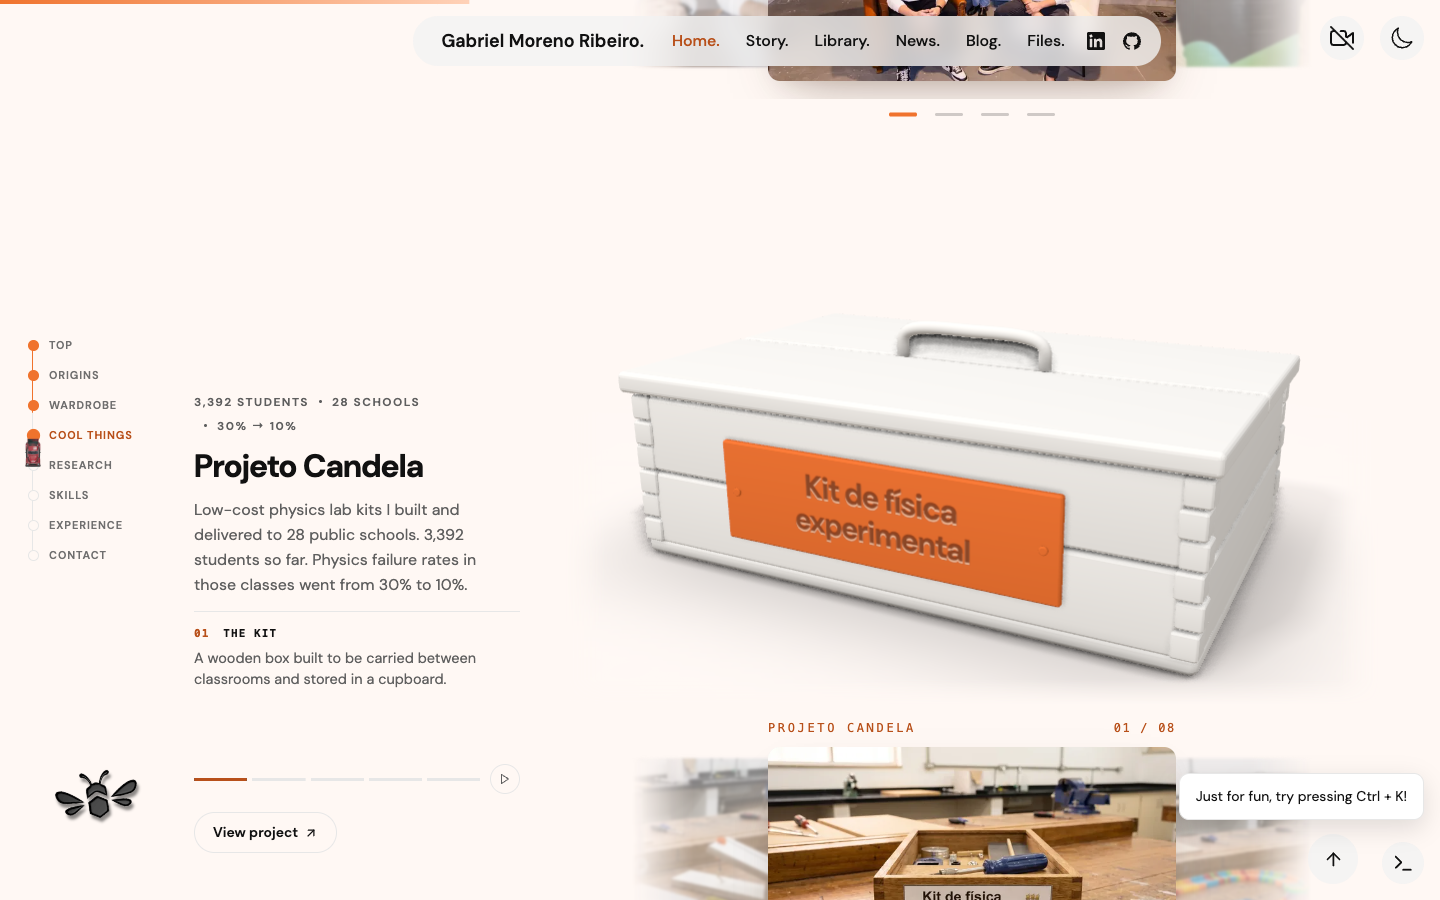 Gabriel Moreno Ribeiro.
Home.
Story.
Library.
News.
Blog.
Files.
TOP
ORIGINS
WARDROBE
COOL THINGS
RESEARCH
SKILLS
EXPERIENCE
CONTACT
3,392 STUDENTS • 28 SCHOOLS
• 30% → 10%
Projeto Candela
Low-cost physics lab kits I built and
delivered to 28 public schools. 3,392
students so far. Physics failure rates in
those classes went from 30% to 10%.
01 THE KIT
A wooden box built to be carried between
classrooms and stored in a cupboard.
View project ↗
Kit de física
experimental
PROJETO CANDELA
01 / 08
Kit de física
Just for fun, try pressing Ctrl + K!